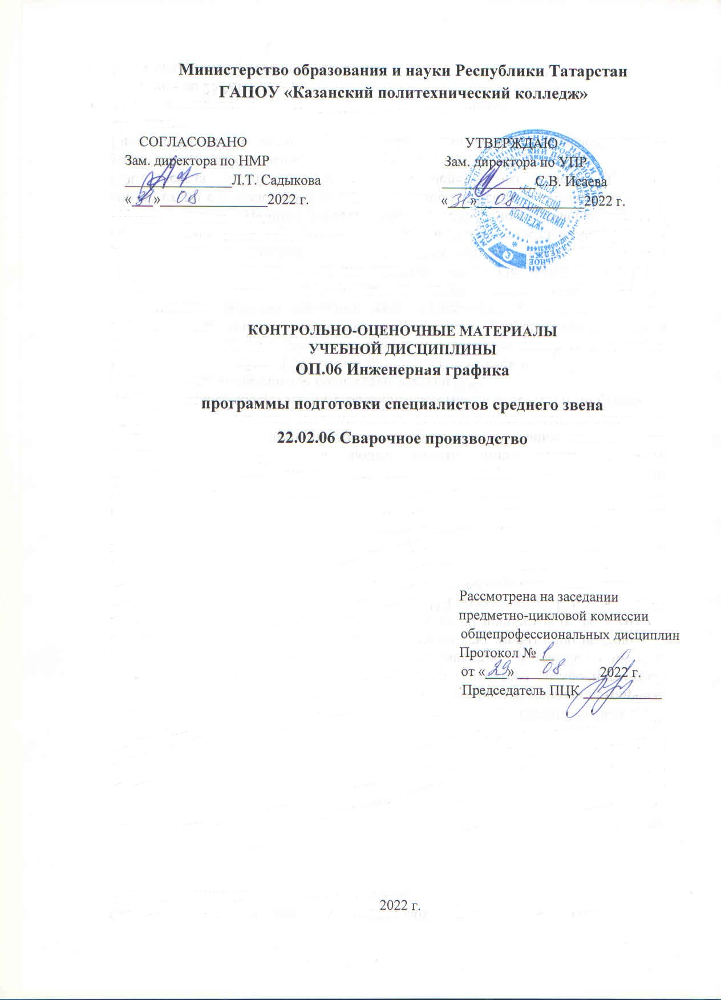 Министерство образования и науки Республики Татарстан
ГАПОУ «Казанский политехнический колледж»
СОГЛАСОВАНО
Зам. директора по НМР
Л.Т. Садыкова
«31» 08 2022 г.
УТВЕРЖДАЮ
Зам. директора по УПР
С.В. Исаева
«31» 08 2022 г.
КОНТРОЛЬНО-ОЦЕНОЧНЫЕ МАТЕРИАЛЫ
УЧЕБНОЙ ДИСЦИПЛИНЫ
ОП.06 Инженерная графика
программы подготовки специалистов среднего звена
22.02.06 Сварочное производство
Рассмотрена на заседании
предметно-цикловой комиссии
общепрофессиональных дисциплин
Протокол № 1
от «29» 08 2022 г.
Председатель ПЦК
2022 г.